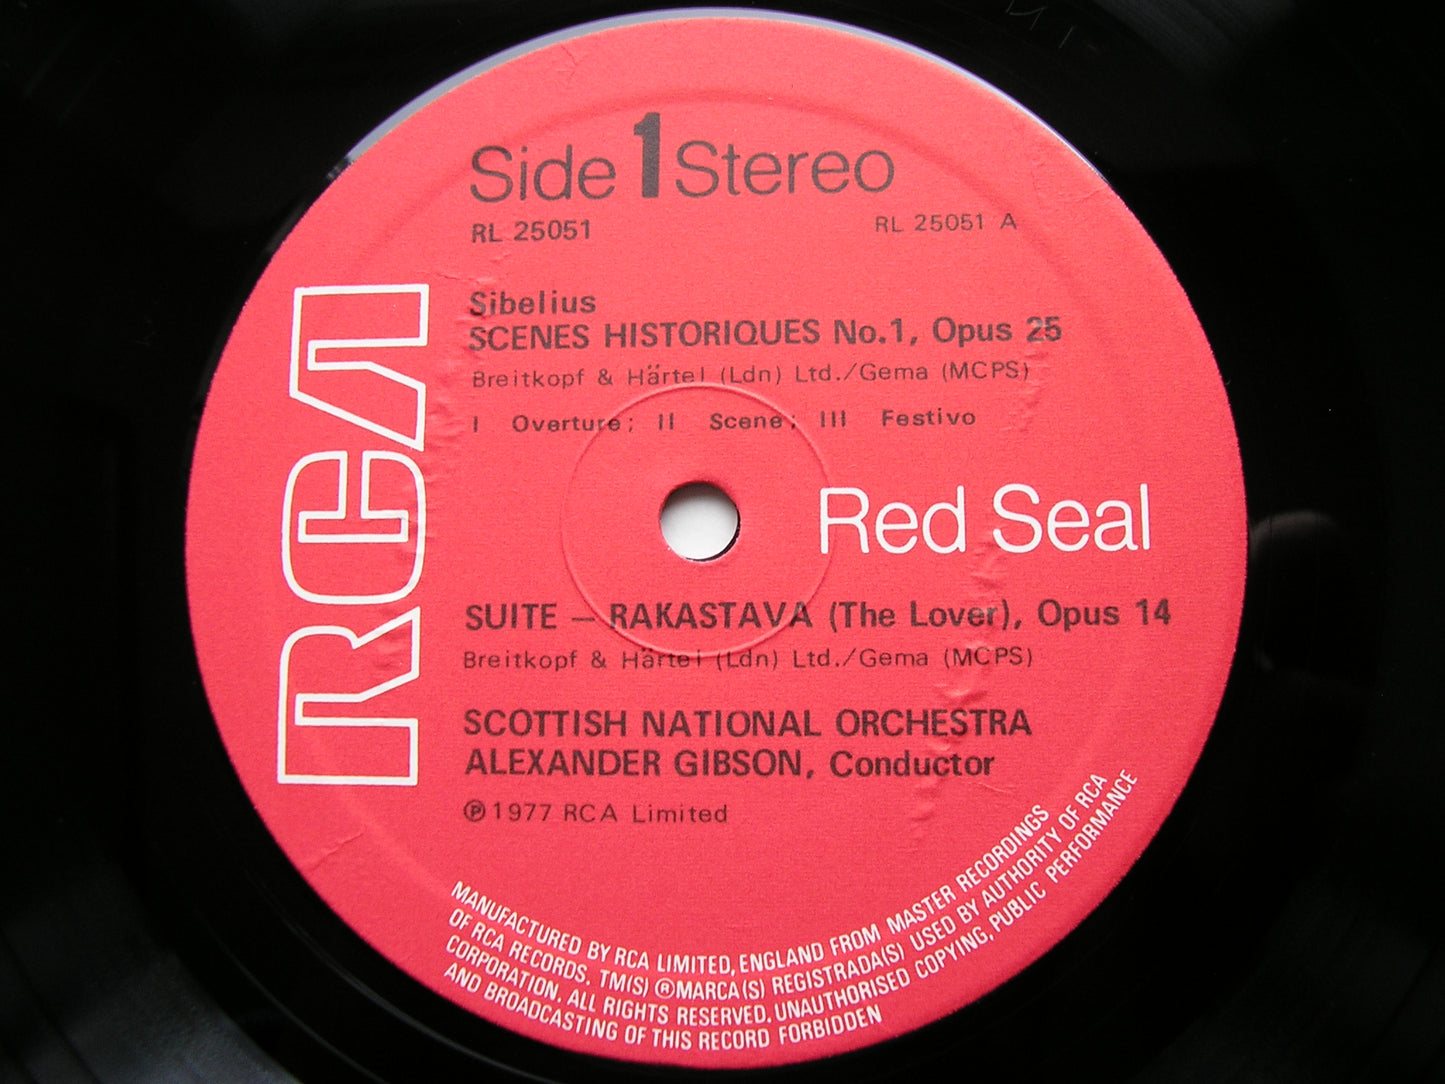 Side 1 Stereo
RL 25051
RL 25051 A
Sibelius
SCENES HISTORIQUES No.1, Opus 25
Breitkopf & Härtel (Ldn) Ltd./Gema (MCPS)
I Overture; II Scene; III Festivo
RCA
Red Seal
SUITE – RAKASTAVA (The Lover), Opus 14
Breitkopf & Härtel (Ldn) Ltd./Gema (MCPS)
SCOTTISH NATIONAL ORCHESTRA
ALEXANDER GIBSON, Conductor
℗ 1977 RCA Limited
MANUFACTURED BY RCA LIMITED, ENGLAND FROM MASTER RECORDINGS
OF RCA RECORDS. TM(S) ® MARCA(S) REGISTRADA(S) USED BY AUTHORITY OF RCA
CORPORATION. ALL RIGHTS RESERVED. UNAUTHORISED COPYING, PUBLIC PERFORMANCE
AND BROADCASTING OF THIS RECORD FORBIDDEN